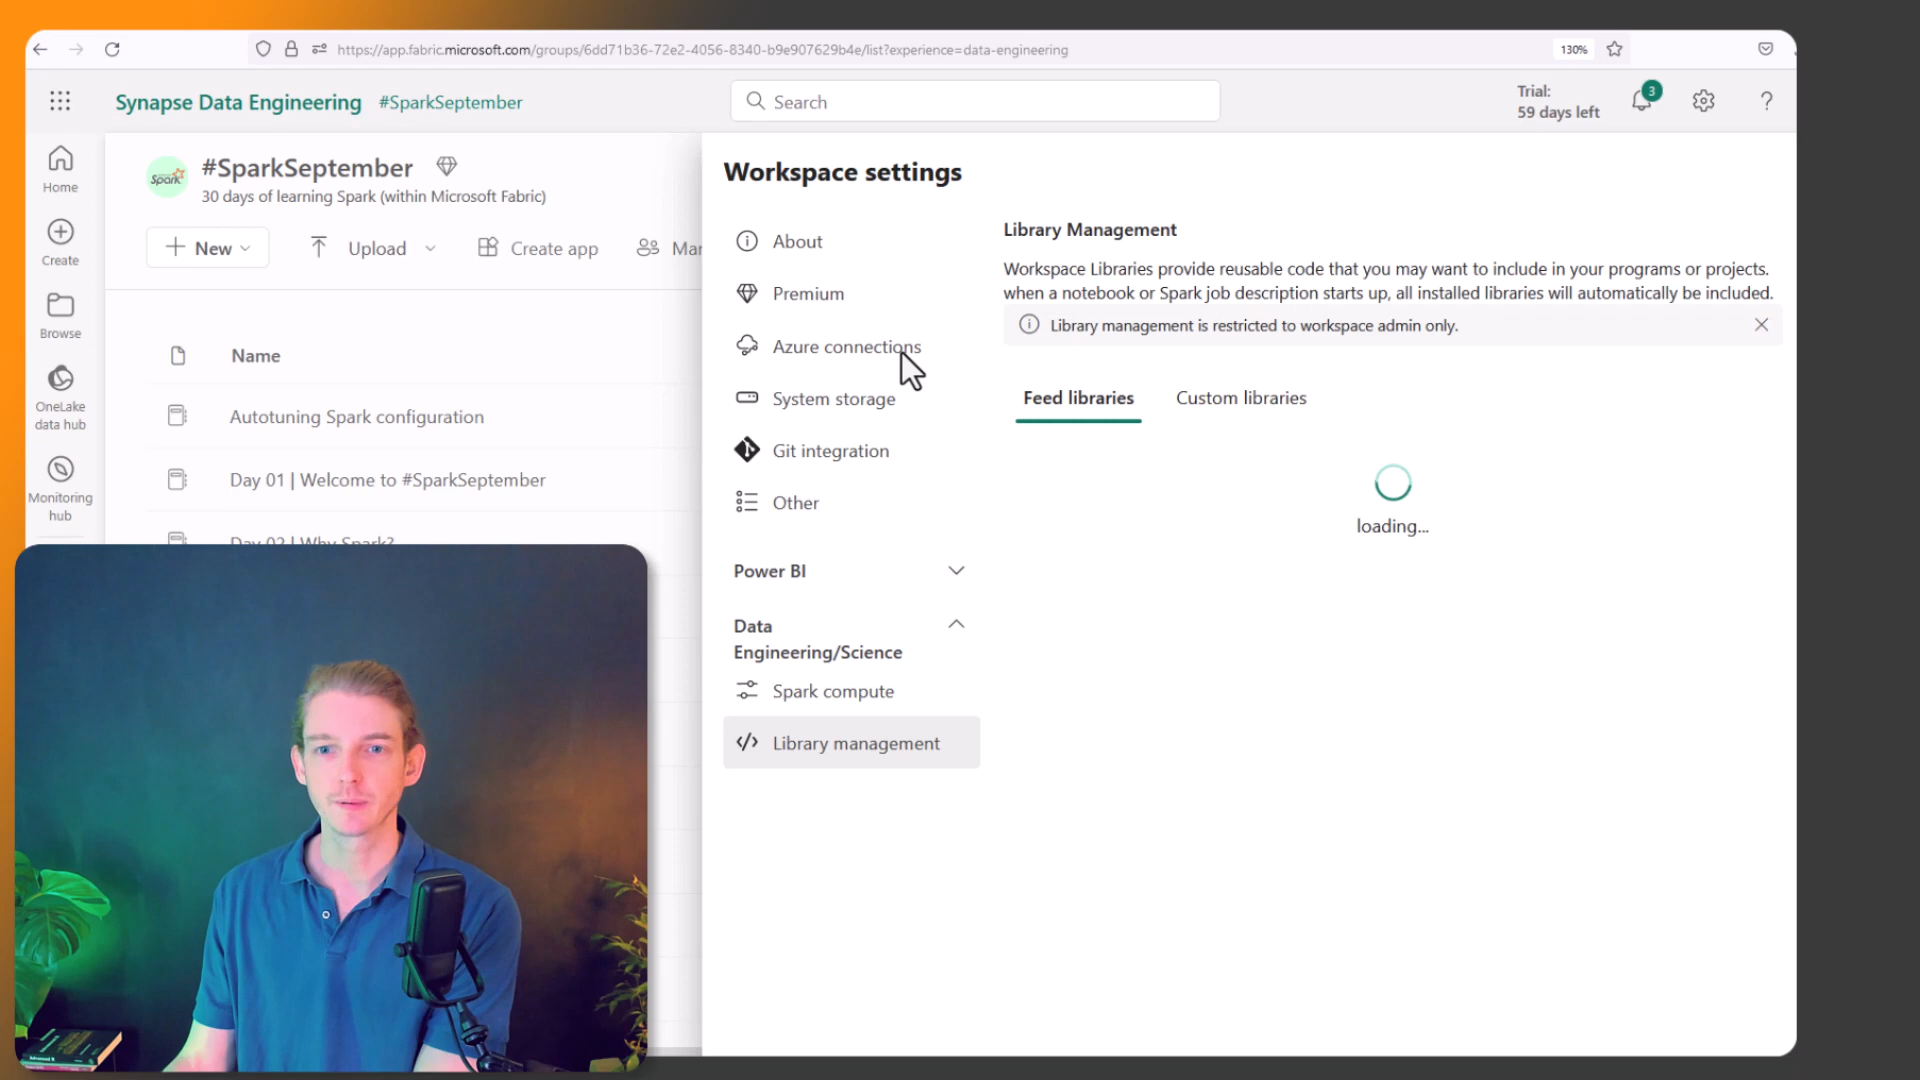 https://app.fabric.microsoft.com/groups/6dd71b36-72e2-4056-8340-b9e907629b4e/list?experience=data-engineering
130%
Synapse Data Engineering #SparkSeptember
Search
Trial:
59 days left
3
Home
Create
Browse
OneLake
data hub
Monitoring
hub
Spark
#SparkSeptember
30 days of learning Spark (within Microsoft Fabric)
New
Upload
Create app
Man
Name
Autotuning Spark configuration
Day 01 | Welcome to #SparkSeptember
Day 02 | Why Spark?
Workspace settings
About
Premium
Azure connections
System storage
Git integration
Other
Power BI
Data
Engineering/Science
Spark compute
Library management
Library Management
Workspace Libraries provide reusable code that you may want to include in your programs or projects.
when a notebook or Spark job description starts up, all installed libraries will automatically be included.
Library management is restricted to workspace admin only.
Feed libraries
Custom libraries
loading...